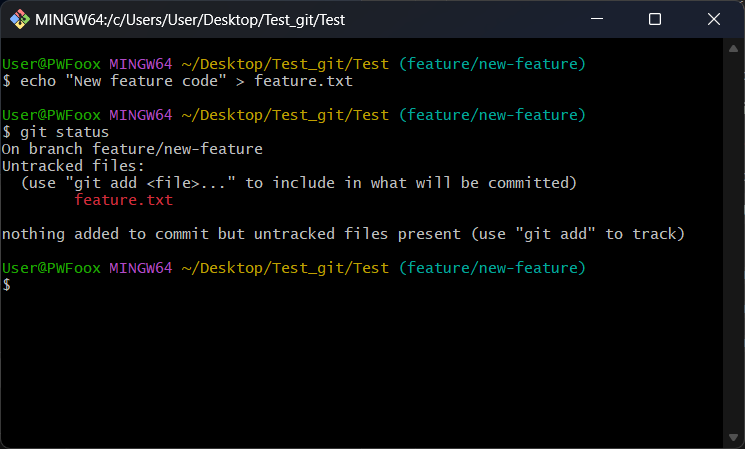 MINGW64:/c/Users/User/Desktop/Test_git/Test
User@PWFoox MINGW64 ~/Desktop/Test_git/Test (feature/new-feature)
$ echo "New feature code" > feature.txt
User@PWFoox MINGW64 ~/Desktop/Test_git/Test (feature/new-feature)
$ git status
On branch feature/new-feature
Untracked files:
  (use "git add <file>..." to include in what will be committed)
        feature.txt
nothing added to commit but untracked files present (use "git add" to track)
User@PWFoox MINGW64 ~/Desktop/Test_git/Test (feature/new-feature)
$